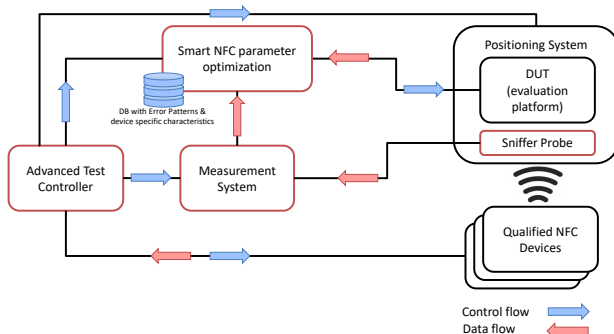 Smart NFC parameter
optimization
DB with Error Patterns &
device specific characteristics
Positioning System
DUT
(evaluation
platform)
Sniffer Probe
Advanced Test
Controller
Measurement
System
Qualified NFC
Devices
Control flow
Data flow